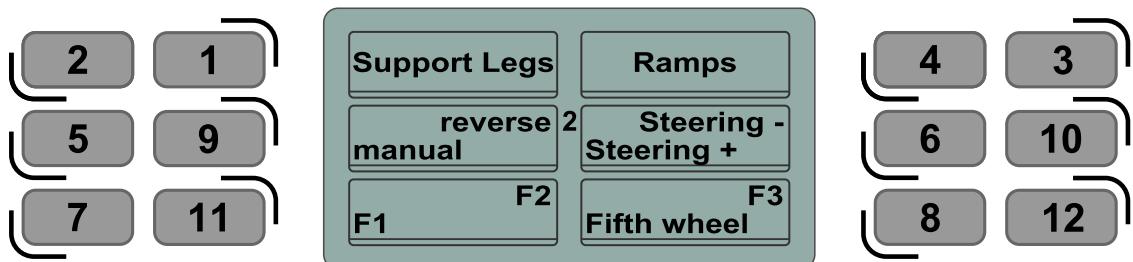 2 1 Support Legs Ramps 4 3
reverse 2 Steering -
manual Steering +
5 9 6 10
F2 F3
F1 Fifth wheel
7 11 8 12